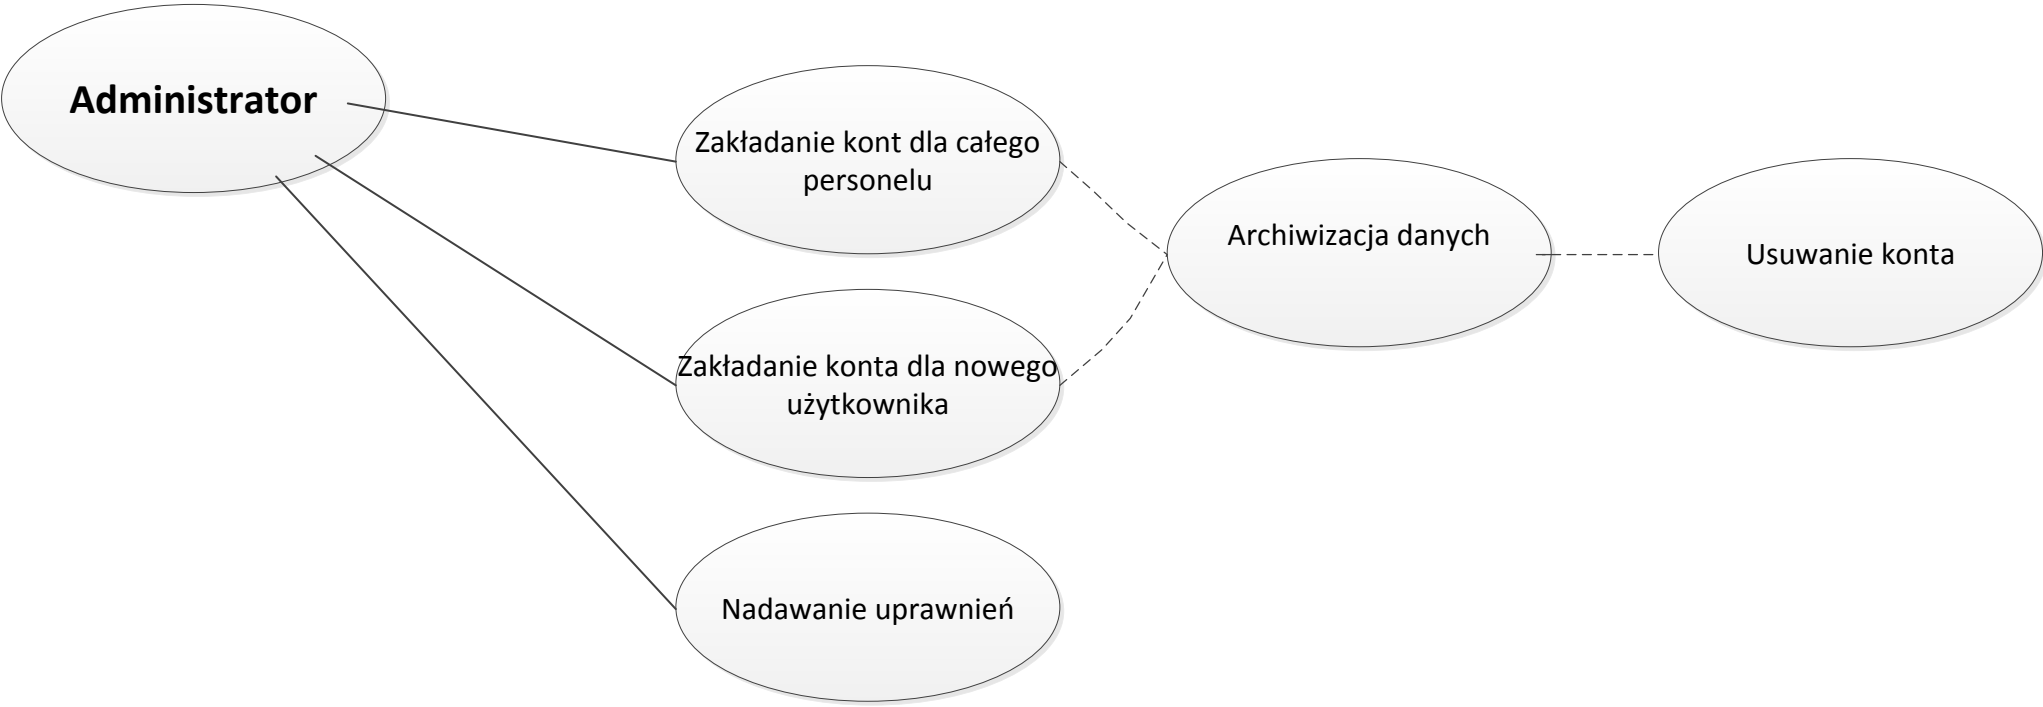 Administrator
Zakładanie kont dla całego
personelu
Archiwizacja danych
Usuwanie konta
Zakładanie konta dla nowego
użytkownika
Nadawanie uprawnień